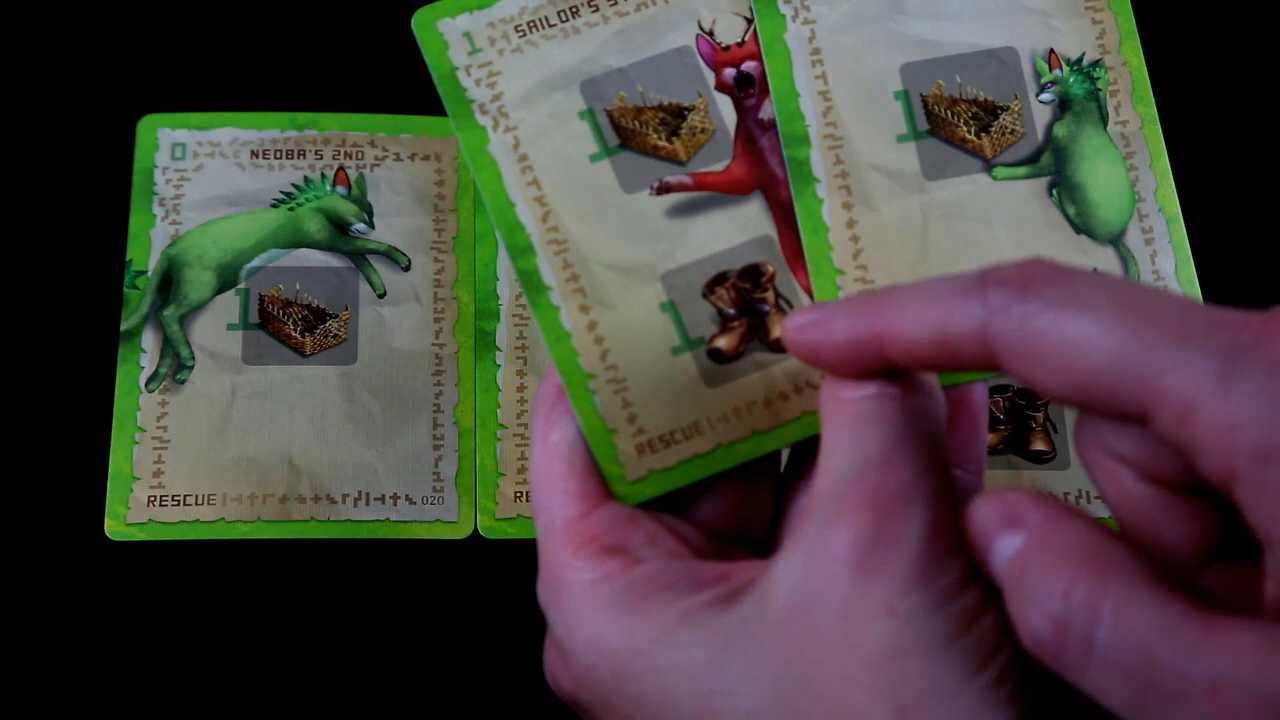 0 NEOBA'S 2ND
1
RESCUE 020
1 SAILOR'S
1
1
RESCUE
1
RE